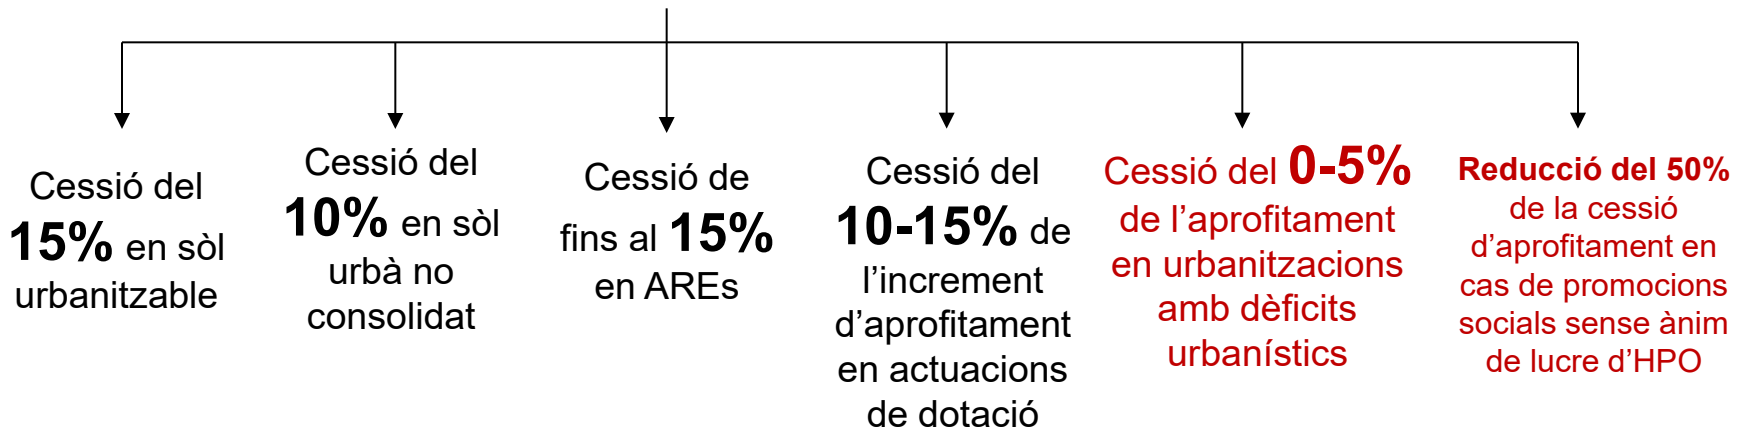 Cessió del
15% en sòl
urbanitzable
Cessió del
10% en sòl
urbà no
consolidat
Cessió de
fins al 15%
en AREs
Cessió del
10-15% de
l’increment
d’aprofitament
en actuacions
de dotació
Cessió del 0-5%
de l’aprofitament
en urbanitzacions
amb dèficits
urbanístics
Reducció del 50%
de la cessió
d’aprofitament en
cas de promocions
socials sense ànim
de lucre d’HPO